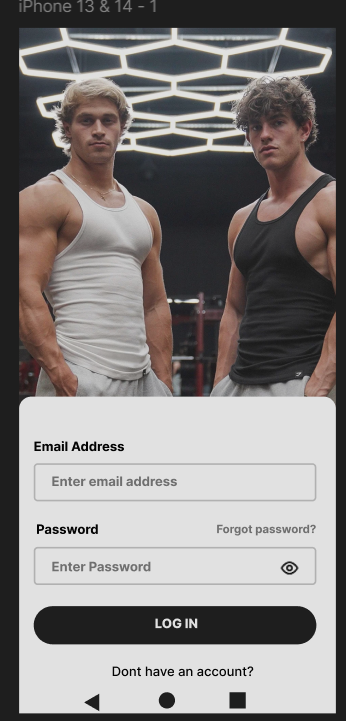 iPhone 13 & 14 - 1
Email Address
Enter email address
Password Forgot password?
Enter Password
LOG IN
Dont have an account?